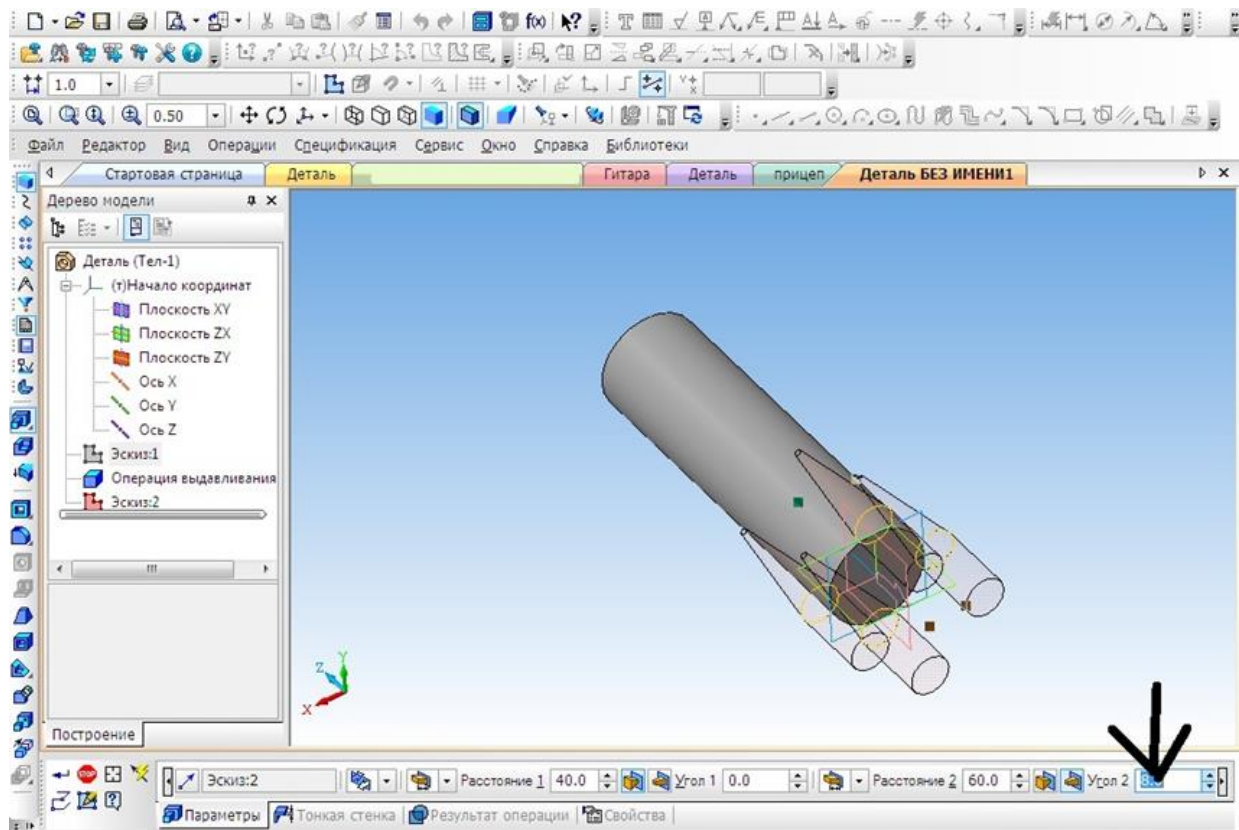 1.0
0.50
Файл Редактор Вид Операции Спецификация Сервис Окно Справка Библиотеки
Стартовая страница Деталь Гитара Деталь прицеп Деталь БЕЗ ИМЕНИ1
Дерево модели
Деталь (Тел-1)
(т)Начало координат
Плоскость XY
Плоскость ZX
Плоскость ZY
Ось X
Ось Y
Ось Z
Эскиз:1
Операция выдавливания
Эскиз:2
Z Y
X
Построение
STOP Эскиз:2 Расстояние 1 40.0 Угол 1 0.0 Расстояние 2 60.0 Угол 2
Параметры Тонкая стенка Результат операции Свойства